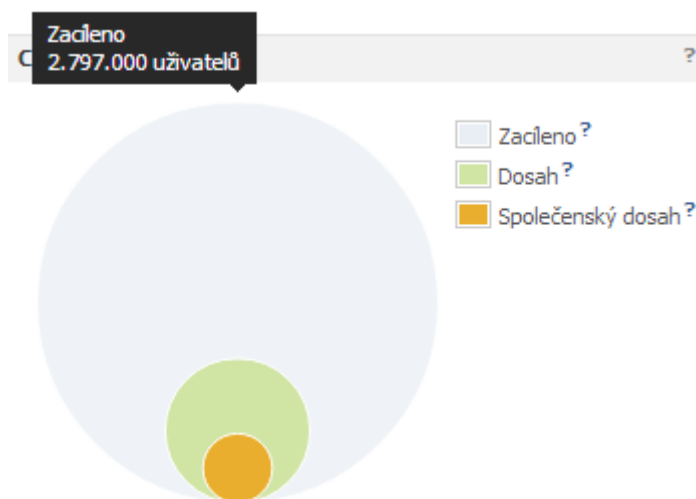 Zacíleno
2.797.000 uživatelů
?
Zacíleno ?
Dosah ?
Společenský dosah ?